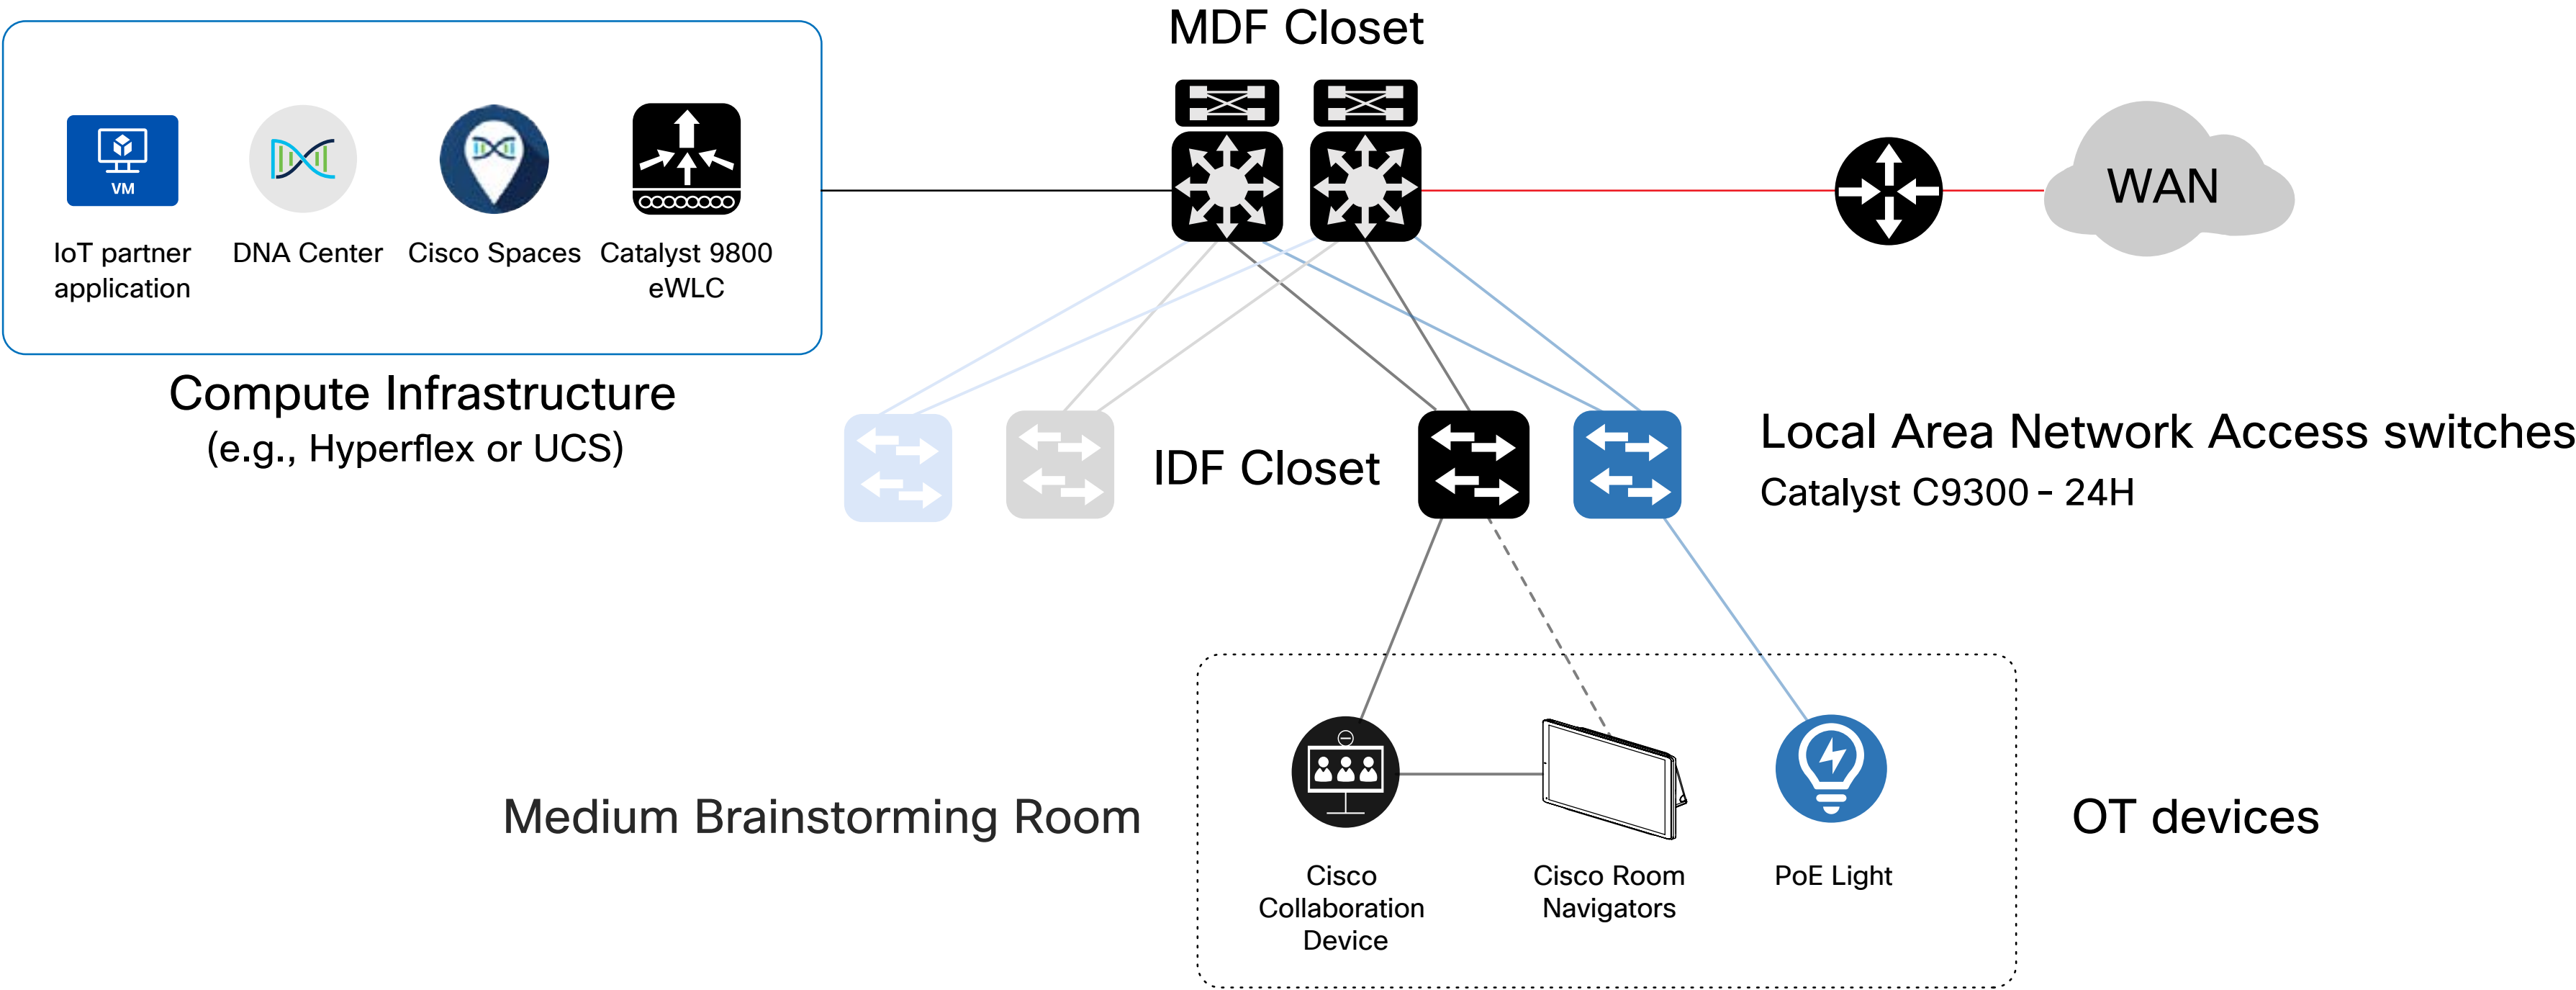 MDF Closet
VM
IoT partner
application
DNA Center
Cisco Spaces
Catalyst 9800
eWLC
WAN
Compute Infrastructure
(e.g., Hyperflex or UCS)
IDF Closet
Local Area Network Access switches
Catalyst C9300 - 24H
Medium Brainstorming Room
OT devices
Cisco
Collaboration
Device
Cisco Room
Navigators
PoE Light